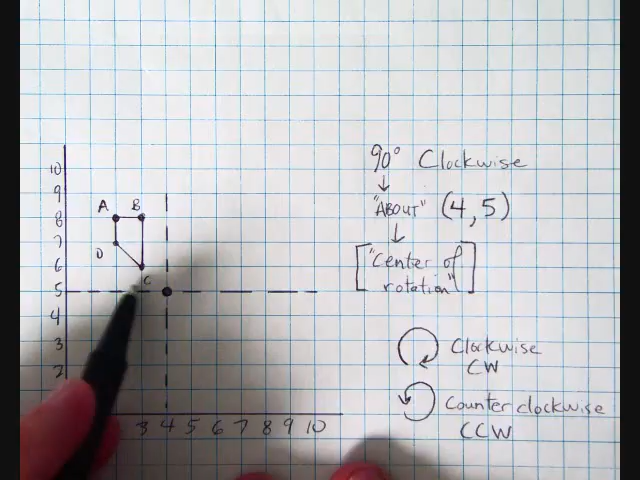 90° Clockwise
"ABOUT" (4,5)
["Center of
rotation"]
Clockwise
CW
Counter clockwise
CCW
10
9
8
7
6
5
4
3
2
A B
D
C
3 4 5 6 7 8 9 10